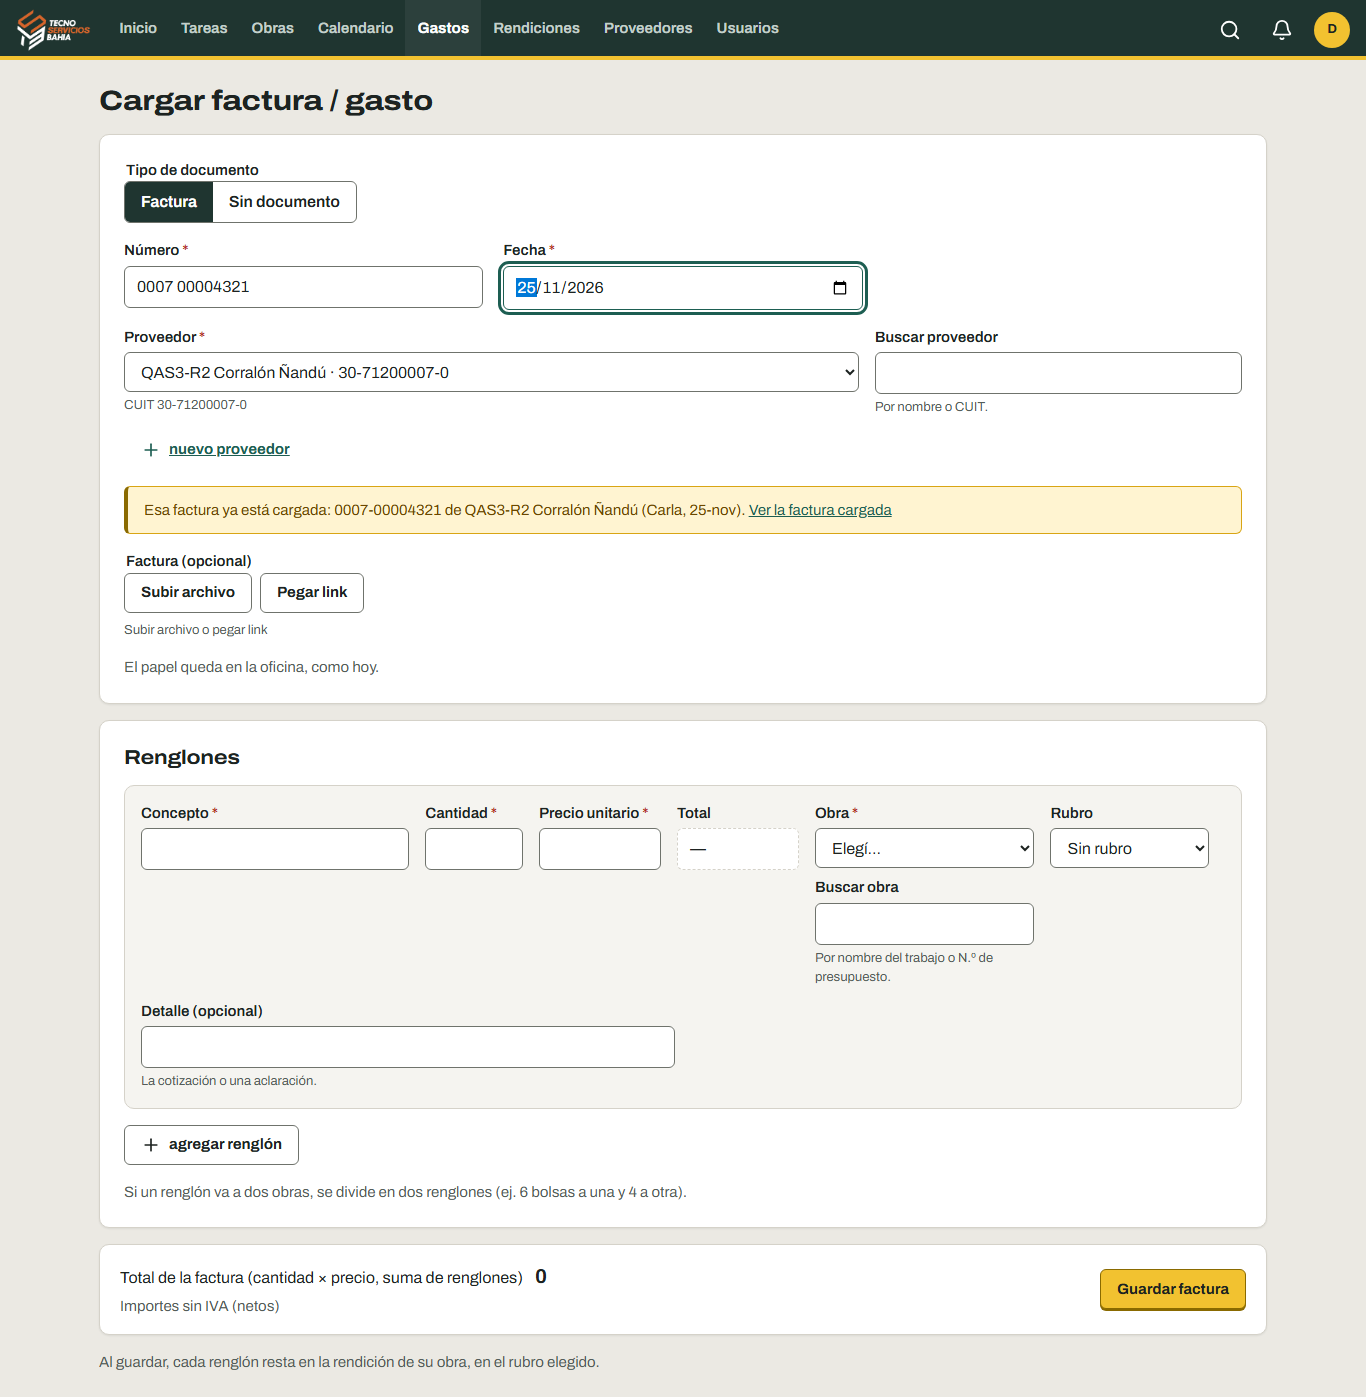 TECNO
SERVICIOS
BAHIA
Inicio Tareas Obras Calendario Gastos Rendiciones Proveedores Usuarios
D
Cargar factura / gasto
Tipo de documento
Factura Sin documento
Número * Fecha *
0007 00004321 25/11/2026
Proveedor * Buscar proveedor
QAS3-R2 Corralón Ñandú · 30-71200007-0
CUIT 30-71200007-0 Por nombre o CUIT.
nuevo proveedor
Esa factura ya está cargada: 0007-00004321 de QAS3-R2 Corralón Ñandú (Carla, 25-nov). Ver la factura cargada
Factura (opcional)
Subir archivo Pegar link
Subir archivo o pegar link
El papel queda en la oficina, como hoy.
Renglones
Concepto * Cantidad * Precio unitario * Total Obra * Rubro
— Elegí... Sin rubro
Buscar obra
Por nombre del trabajo o N.º de
presupuesto.
Detalle (opcional)
La cotización o una aclaración.
agregar renglón
Si un renglón va a dos obras, se divide en dos renglones (ej. 6 bolsas a una y 4 a otra).
Total de la factura (cantidad × precio, suma de renglones) 0
Importes sin IVA (netos)
Guardar factura
Al guardar, cada renglón resta en la rendición de su obra, en el rubro elegido.